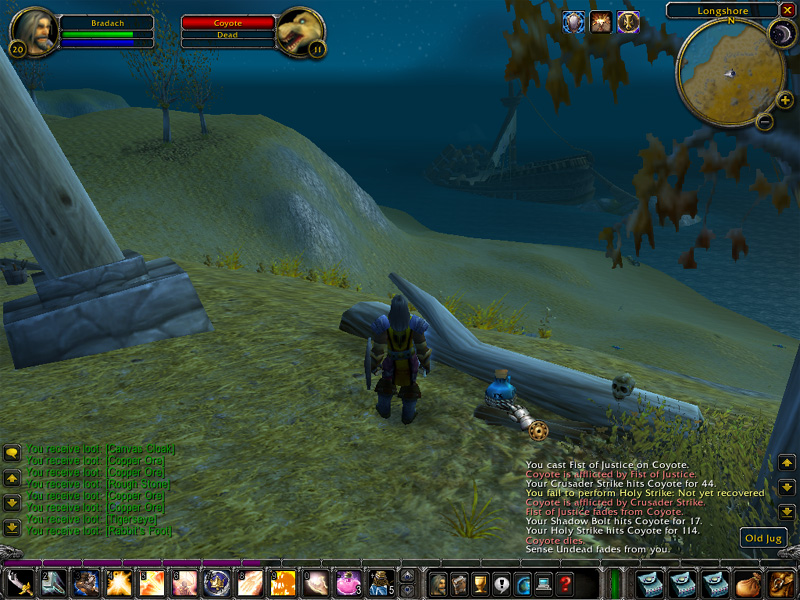 Bradach
20
Coyote
Dead
11
Longshore
N
You receive loot: [Canvas Cloak]
You receive loot: [Copper Ore]
You receive loot: [Copper Ore]
You receive loot: [Rough Stone]
You receive loot: [Copper Ore]
You receive loot: [Copper Ore]
You receive loot: [Tigerseye]
You receive loot: [Rabbit's Foot]
You cast Fist of Justice on Coyote.
Coyote is afflicted by Fist of Justice.
Your Crusader Strike hits Coyote for 44.
You fail to perform Holy Strike: Not yet recovered
Coyote is afflicted by Crusader Strike.
Fist of Justice fades from Coyote.
Your Shadow Bolt hits Coyote for 17.
Your Holy Strike hits Coyote for 114.
Coyote dies.
Sense Undead fades from you.
Old Jug
3
5